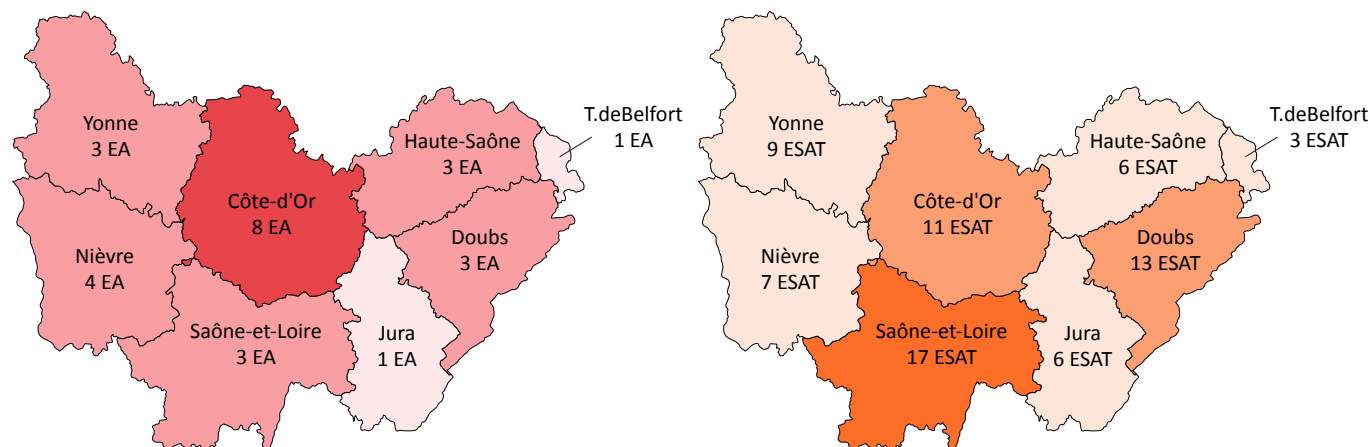 Yonne
3 EA
Côte-d'Or
8 EA
Haute-Saône
3 EA
T.deBelfort
1 EA
Nièvre
4 EA
Doubs
3 EA
Saône-et-Loire
3 EA
Jura
1 EA
Yonne
9 ESAT
Côte-d'Or
11 ESAT
Haute-Saône
6 ESAT
T.deBelfort
3 ESAT
Nièvre
7 ESAT
Doubs
13 ESAT
Saône-et-Loire
17 ESAT
Jura
6 ESAT